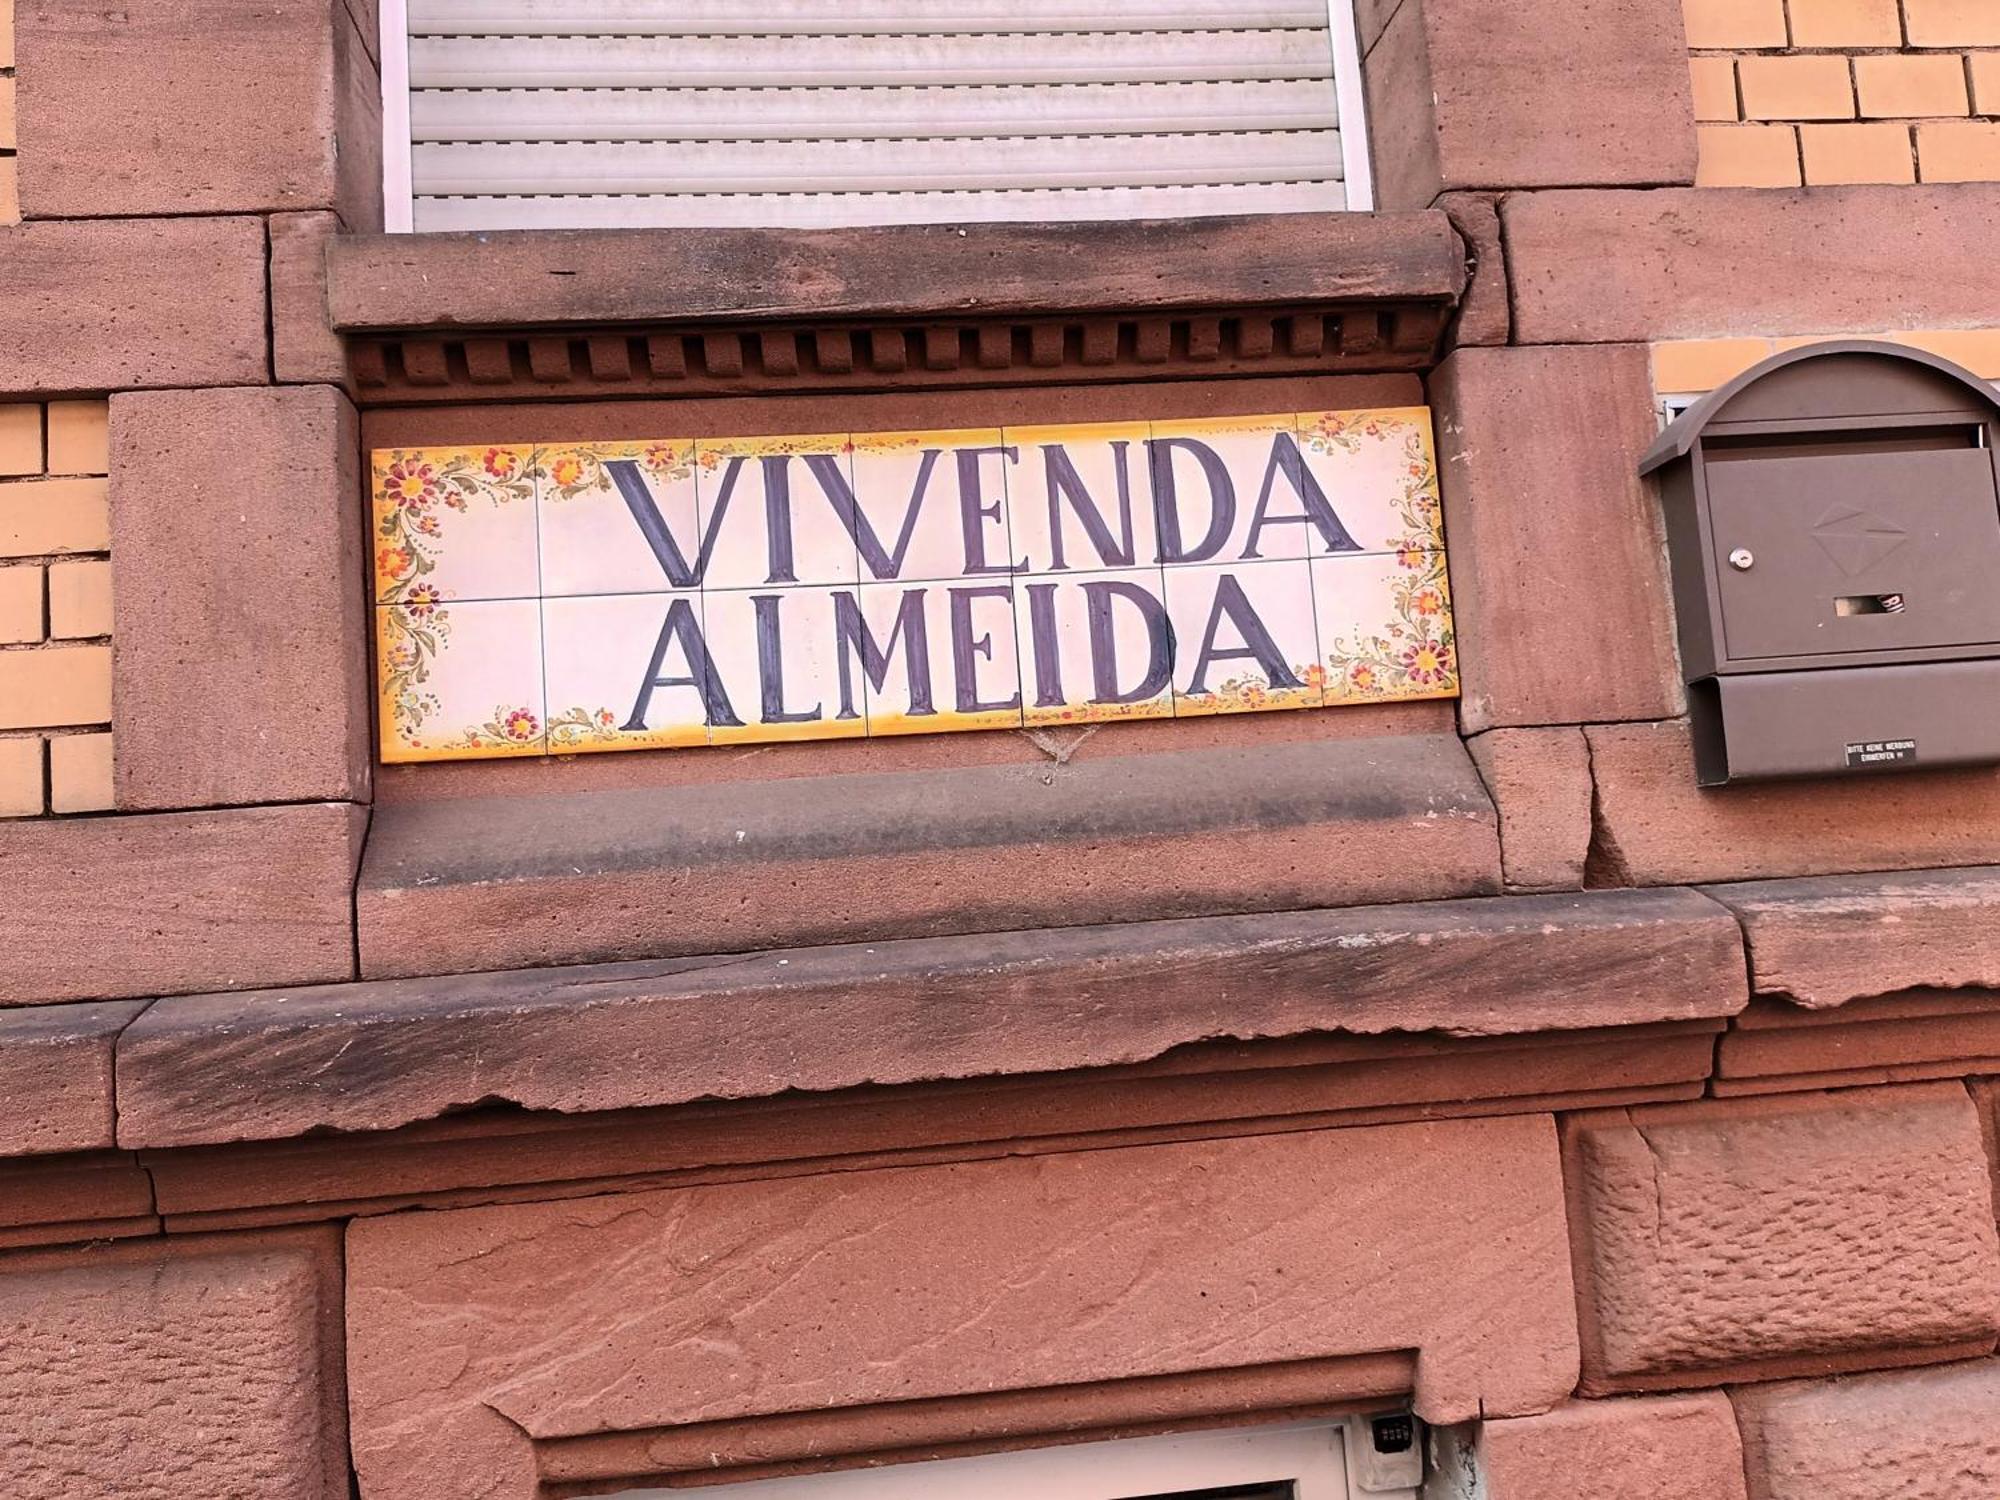 VIVENDA
ALMEIDA
BITTE KEINE WERBUNG
EINWERFEN !!!